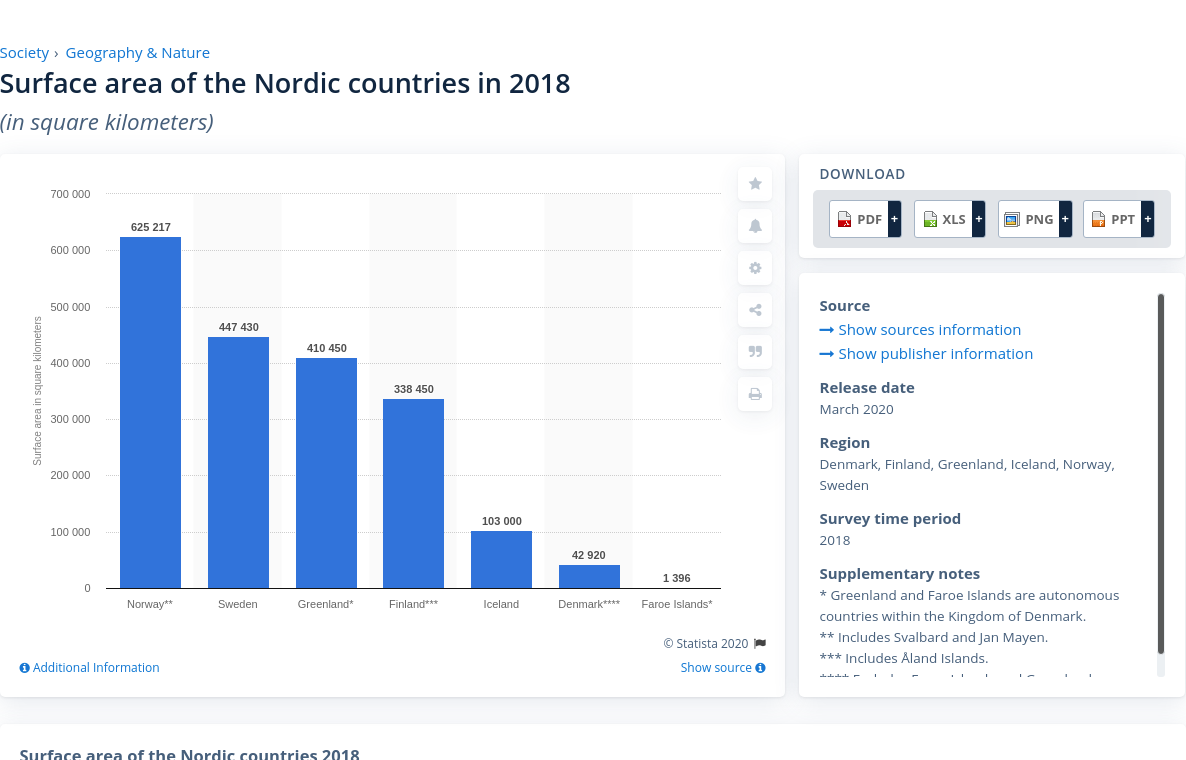 Society › Geography & Nature
Surface area of the Nordic countries in 2018
(in square kilometers)
Surface area in square kilometers
700 000
600 000
500 000
400 000
300 000
200 000
100 000
0
625 217
447 430
410 450
338 450
103 000
42 920
1 396
Norway**
Sweden
Greenland*
Finland***
Iceland
Denmark****
Faroe Islands*
© Statista 2020
Additional Information
Show source
DOWNLOAD
PDF +
XLS +
PNG +
PPT +
Source
Show sources information
Show publisher information
Release date
March 2020
Region
Denmark, Finland, Greenland, Iceland, Norway,
Sweden
Survey time period
2018
Supplementary notes
* Greenland and Faroe Islands are autonomous
countries within the Kingdom of Denmark.
** Includes Svalbard and Jan Mayen.
*** Includes Åland Islands.
Surface area of the Nordic countries 2018